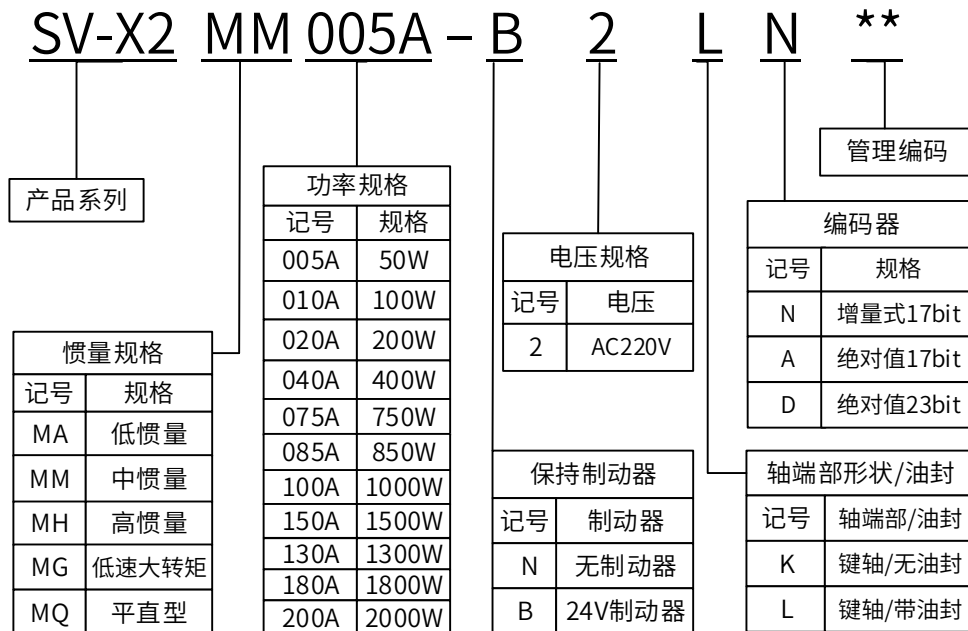 SV-X2 MM 005A - B 2 L N **
管理编码
产品系列
功率规格
记号 规格
005A 50W
010A 100W
020A 200W
040A 400W
075A 750W
085A 850W
100A 1000W
150A 1500W
130A 1300W
180A 1800W
200A 2000W
惯量规格
记号 规格
MA 低惯量
MM 中惯量
MH 高惯量
MG 低速大转矩
MQ 平直型
电压规格
记号 电压
2 AC220V
保持制动器
记号 制动器
N 无制动器
B 24V制动器
编码器
记号 规格
N 增量式17bit
A 绝对值17bit
D 绝对值23bit
轴端部形状/油封
记号 轴端部/油封
K 键轴/无油封
L 键轴/带油封